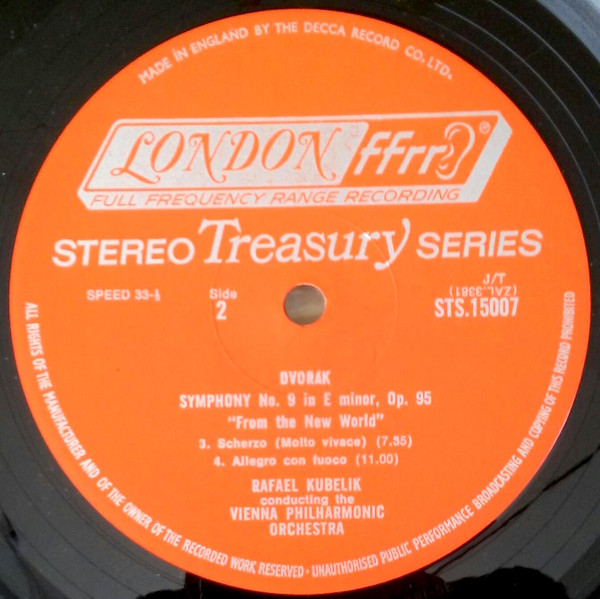 MADE IN ENGLAND BY THE DECCA RECORD CO. LTD.
LONDON ffrr ®
FULL FREQUENCY RANGE RECORDING
STEREO Treasury SERIES
SPEED 33-⅓
Side
2
J/T
(ZAL.3381)
STS.15007
DVOŘÁK
SYMPHONY No. 9 in E minor, Op. 95
"From the New World"
3. Scherzo (Molto vivace) (7.35)
4. Allegro con fuoco (11.00)
RAFAEL KUBELIK
conducting the
VIENNA PHILHARMONIC
ORCHESTRA
ALL RIGHTS OF THE MANUFACTURER AND OF THE OWNER OF THE RECORDED WORK RESERVED · UNAUTHORISED PUBLIC PERFORMANCE BROADCASTING AND COPYING OF THIS RECORD PROHIBITED